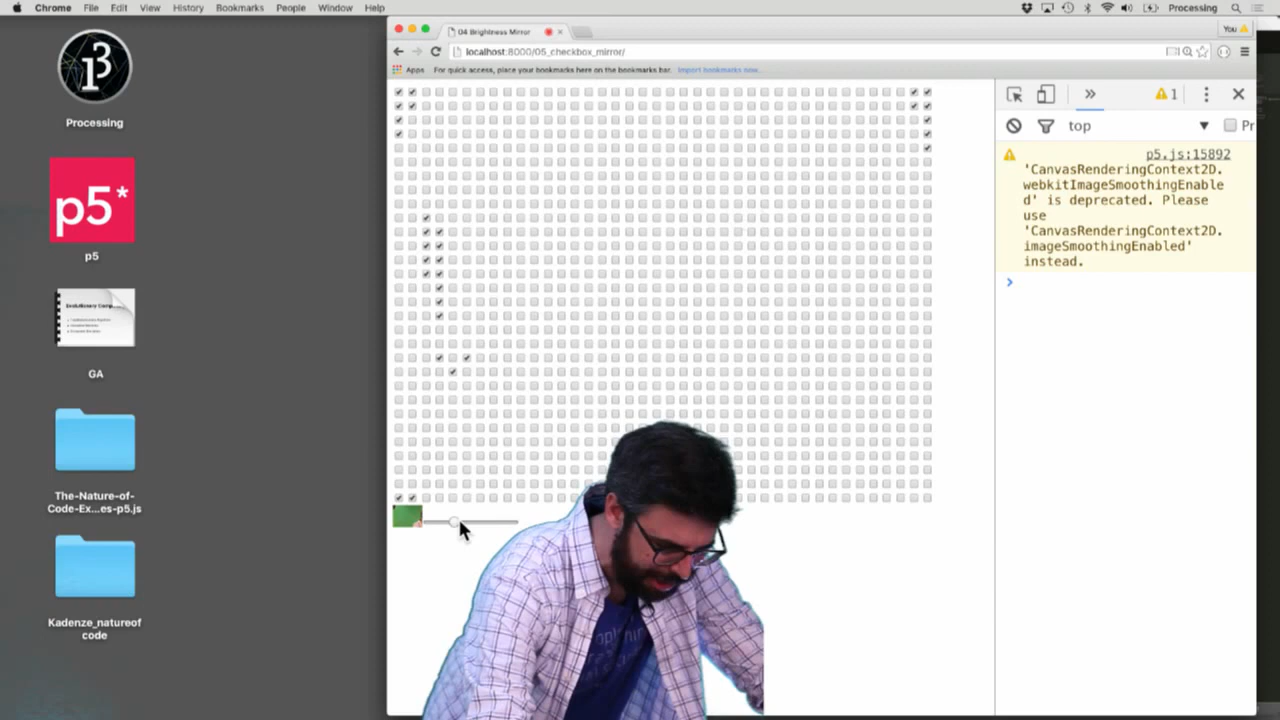 Chrome File Edit View History Bookmarks People Window Help Processing
04 Brightness Mirror You
localhost:8000/05_checkbox_mirror/
Apps For quick access, place your bookmarks here on the bookmarks bar. Import bookmarks now...
Processing
p5*
p5
GA
The-Nature-of-
Code-Ex...es-p5.js
Kadenze_natureof
code
1
top Pr
p5.js:15892
'CanvasRenderingContext2D.
webkitImageSmoothingEnable
d' is deprecated. Please
use
'CanvasRenderingContext2D.
imageSmoothingEnabled'
instead.